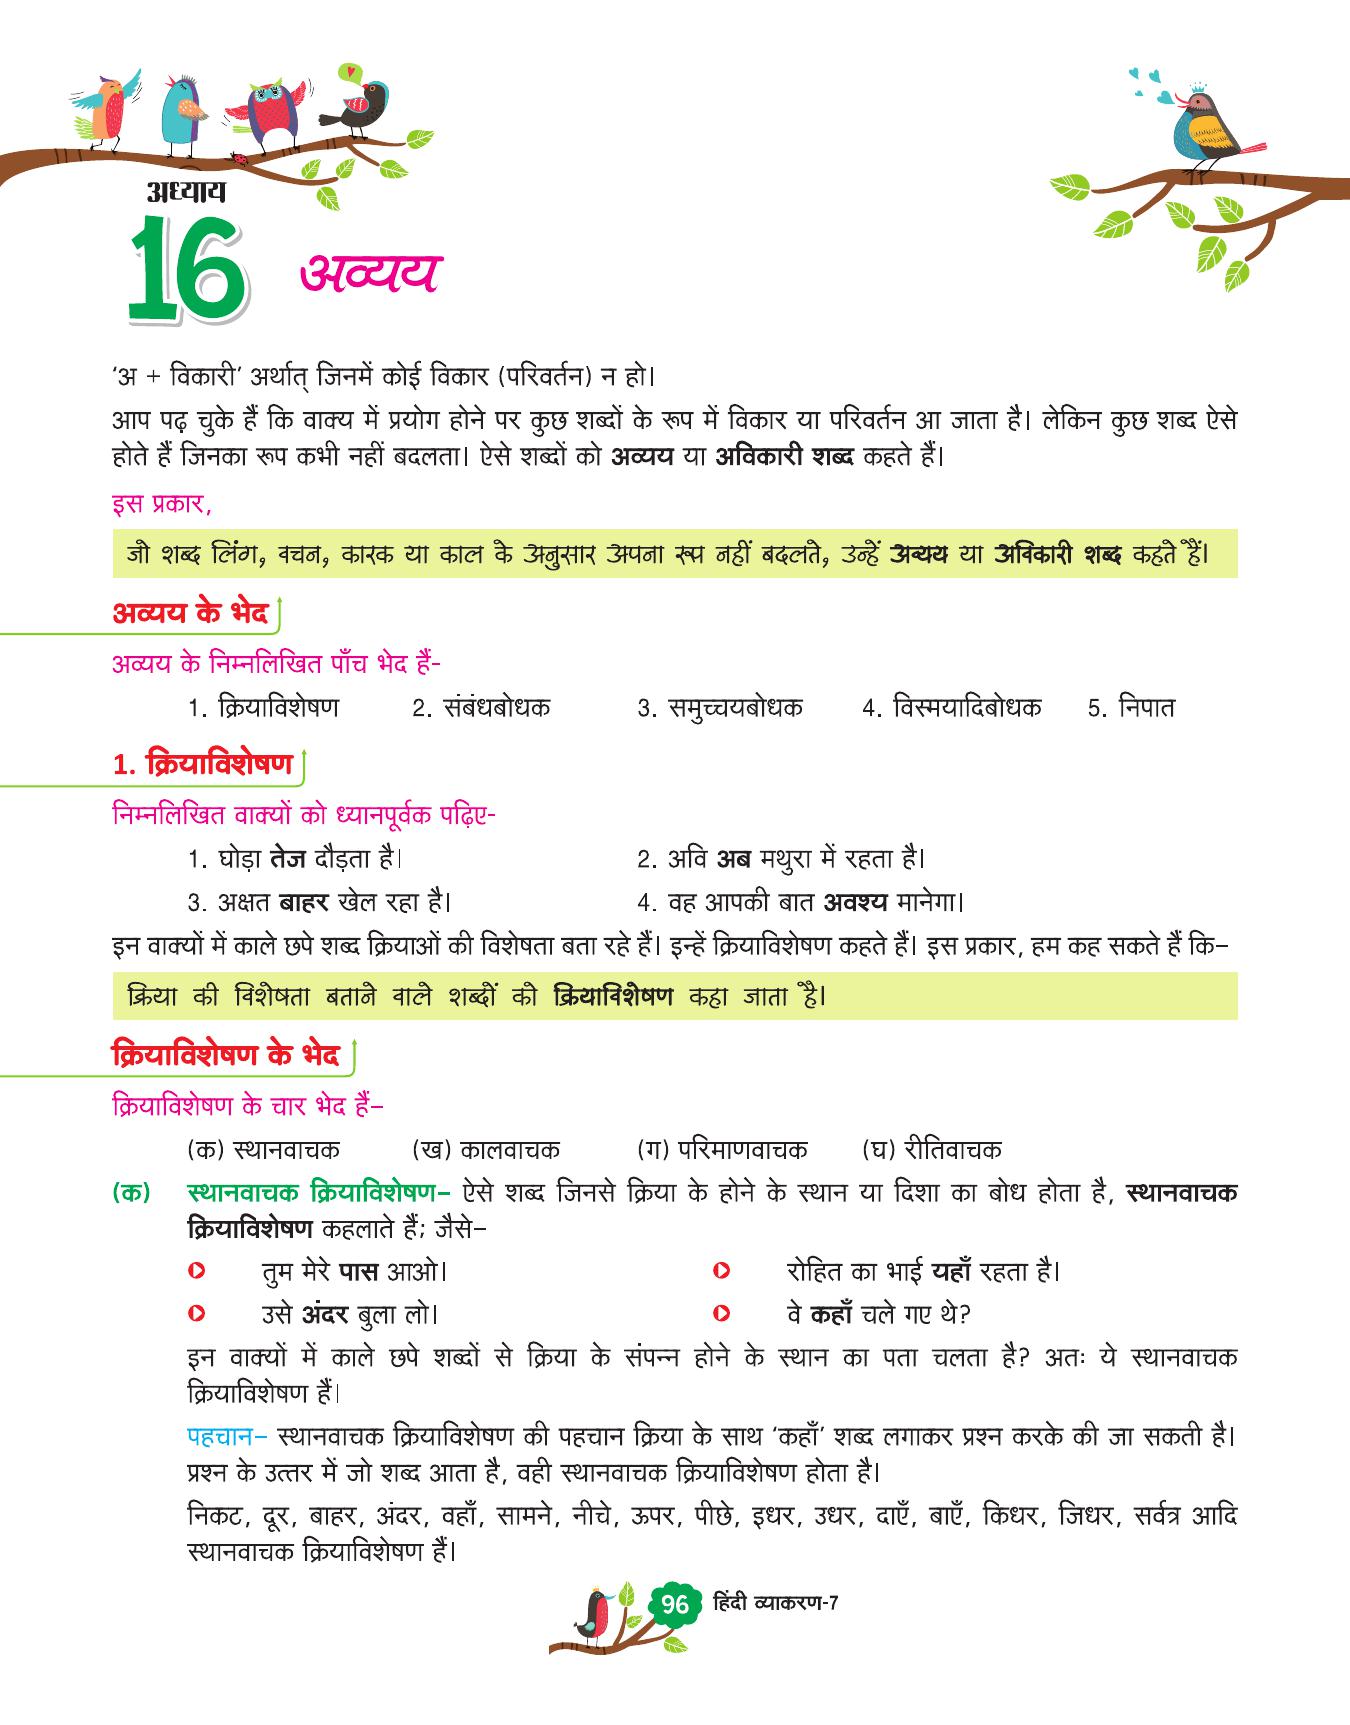 अध्याय
16
अव्यय
'अ + विकारी' अर्थात् जिनमें कोई विकार (परिवर्तन) न हो।
आप पढ़ चुके हैं कि वाक्य में प्रयोग होने पर कुछ शब्दों के रूप में विकार या परिवर्तन आ जाता है। लेकिन कुछ शब्द ऐसे
होते हैं जिनका रूप कभी नहीं बदलता। ऐसे शब्दों को अव्यय या अविकारी शब्द कहते हैं।
इस प्रकार,
जो शब्द लिंग, वचन, कारक या काल के अनुसार अपना रूप नहीं बदलते, उन्हें अव्यय या अविकारी शब्द कहते हैं।
अव्यय के भेद
अव्यय के निम्नलिखित पाँच भेद हैं-
1. क्रियाविशेषण 2. संबंधबोधक 3. समुच्चयबोधक 4. विस्मयादिबोधक 5. निपात
1. क्रियाविशेषण
निम्नलिखित वाक्यों को ध्यानपूर्वक पढ़िए-
1. घोड़ा तेज दौड़ता है। 2. अवि अब मथुरा में रहता है।
3. अक्षत बाहर खेल रहा है। 4. वह आपकी बात अवश्य मानेगा।
इन वाक्यों में काले छपे शब्द क्रियाओं की विशेषता बता रहे हैं। इन्हें क्रियाविशेषण कहते हैं। इस प्रकार, हम कह सकते हैं कि–
क्रिया की विशेषता बताने वाले शब्दों को क्रियाविशेषण कहा जाता है।
क्रियाविशेषण के भेद
क्रियाविशेषण के चार भेद हैं–
(क) स्थानवाचक (ख) कालवाचक (ग) परिमाणवाचक (घ) रीतिवाचक
(क) स्थानवाचक क्रियाविशेषण– ऐसे शब्द जिनसे क्रिया के होने के स्थान या दिशा का बोध होता है, स्थानवाचक
क्रियाविशेषण कहलाते हैं; जैसे–
तुम मेरे पास आओ। रोहित का भाई यहाँ रहता है।
उसे अंदर बुला लो। वे कहाँ चले गए थे?
इन वाक्यों में काले छपे शब्दों से क्रिया के संपन्न होने के स्थान का पता चलता है? अतः ये स्थानवाचक
क्रियाविशेषण हैं।
पहचान– स्थानवाचक क्रियाविशेषण की पहचान क्रिया के साथ 'कहाँ' शब्द लगाकर प्रश्न करके की जा सकती है।
प्रश्न के उत्तर में जो शब्द आता है, वही स्थानवाचक क्रियाविशेषण होता है।
निकट, दूर, बाहर, अंदर, वहाँ, सामने, नीचे, ऊपर, पीछे, इधर, उधर, दाएँ, बाएँ, किधर, जिधर, सर्वत्र आदि
स्थानवाचक क्रियाविशेषण हैं।
96 हिंदी व्याकरण-7